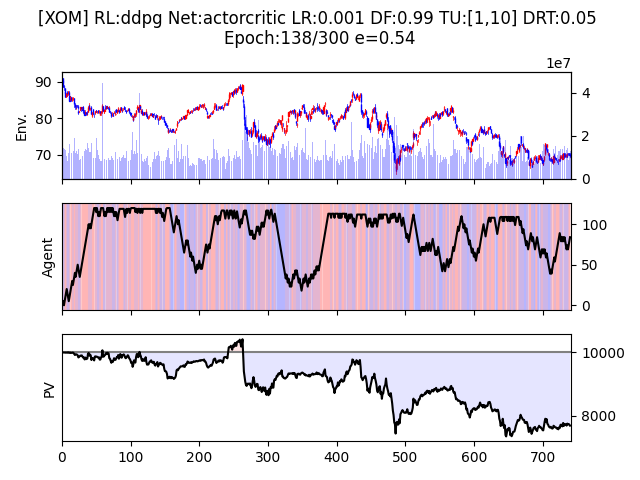 [XOM] RL:ddpg Net:actorcritic LR:0.001 DF:0.99 TU:[1,10] DRT:0.05
Epoch:138/300 e=0.54
1e7
Env.
90
80
70
4
2
0
Agent
100
50
0
PV
10000
8000
0 100 200 300 400 500 600 700